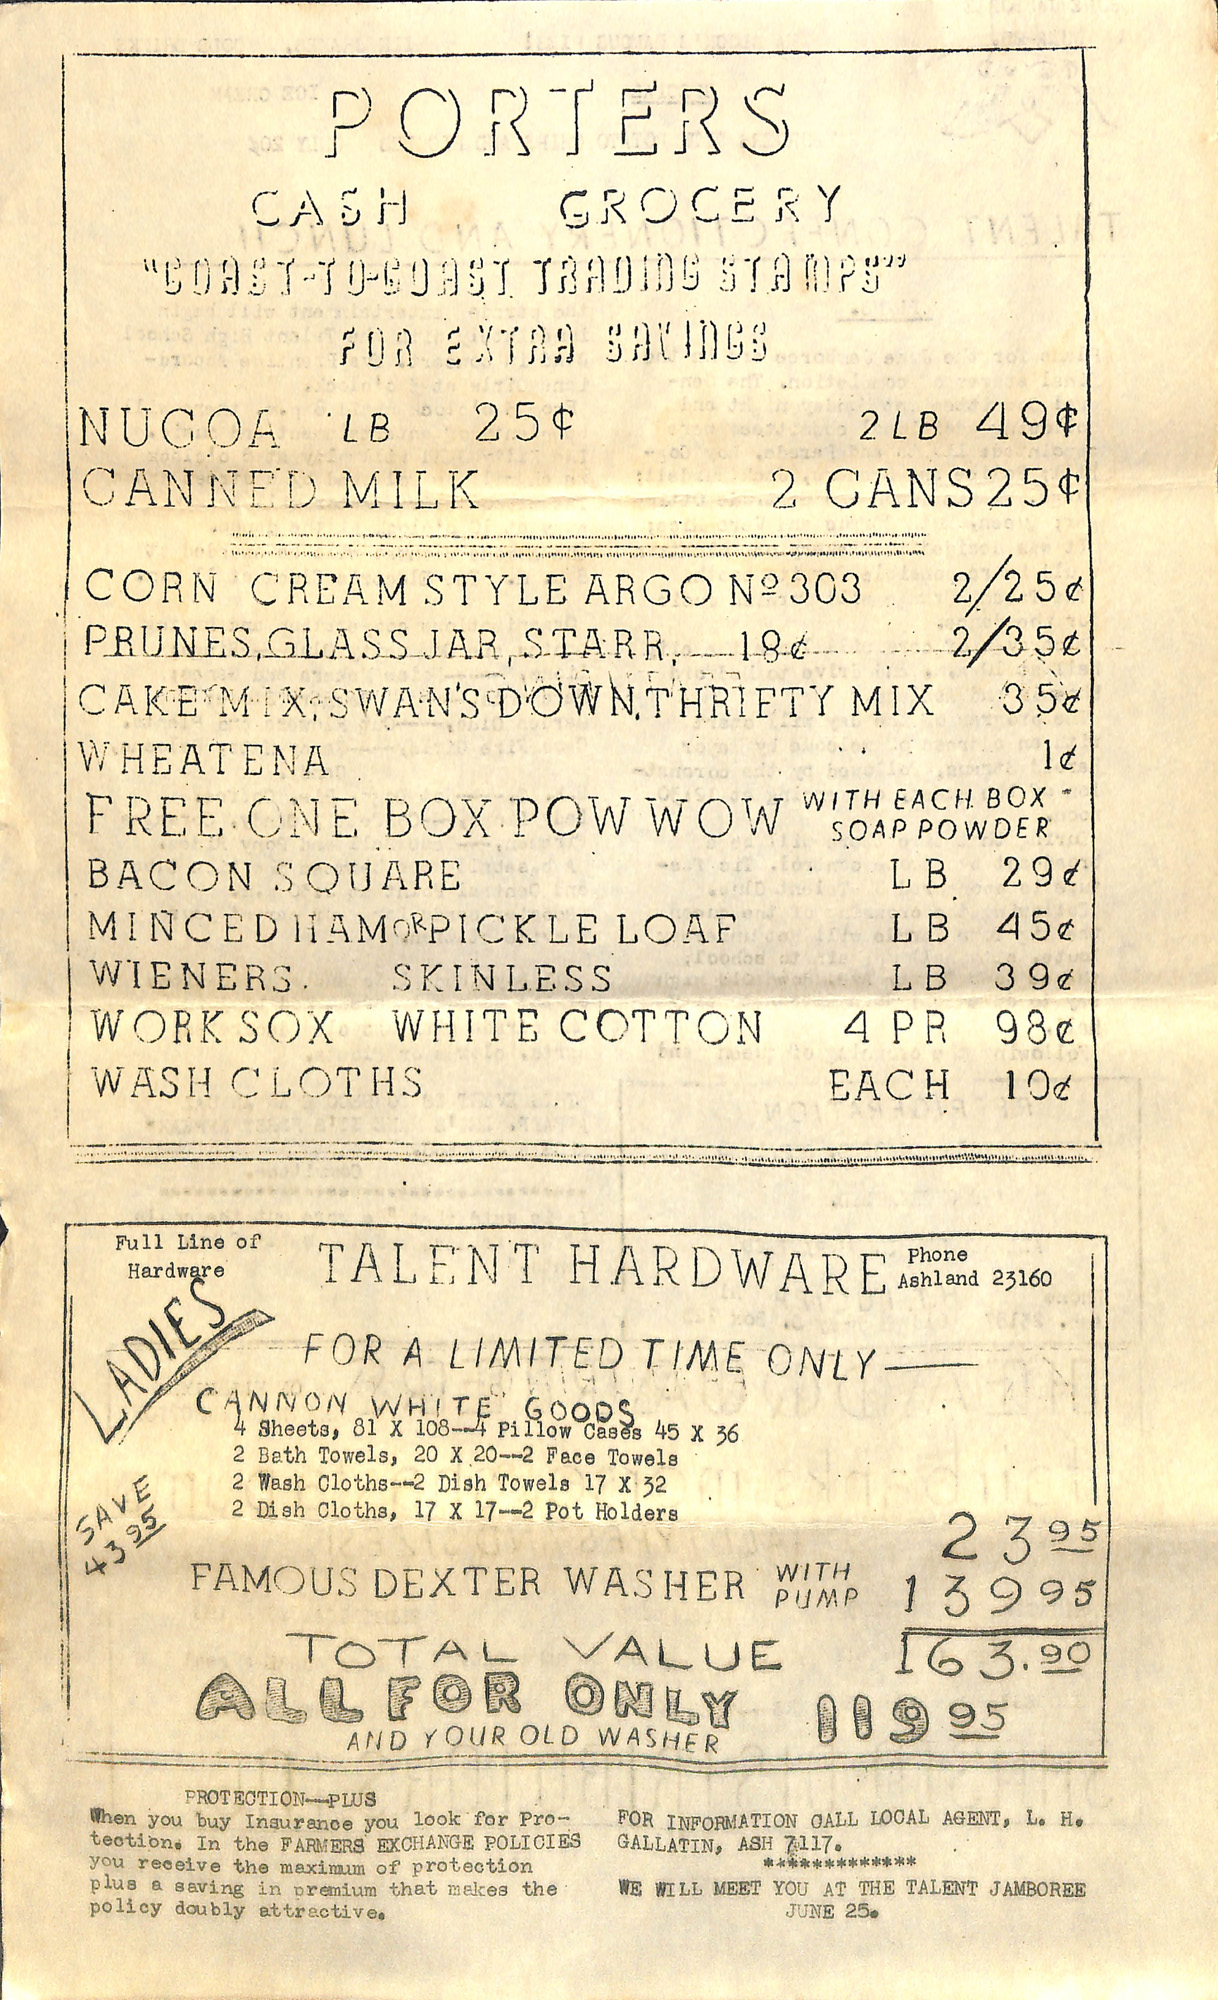 PORTERS
CASH GROCERY
"COAST-TO-COAST TRADING STAMPS"
FOR EXTRA SAVINGS
NUCOA LB 25¢ 2 LB 49¢
CANNED MILK 2 CANS 25¢
CORN CREAM STYLE ARGO Nº 303 2/25¢
PRUNES, GLASS JAR, STARR, 18¢ 2/35¢
CAKE MIX, SWAN'S DOWN, THRIFTY MIX 35¢
WHEATENA 1¢
FREE ONE BOX POW WOW WITH EACH BOX
SOAP POWDER
BACON SQUARE LB 29¢
MINCED HAM OR PICKLE LOAF LB 45¢
WIENERS. SKINLESS LB 39¢
WORK SOX WHITE COTTON 4 PR 98¢
WASH CLOTHS EACH 10¢
Full Line of
Hardware
TALENT HARDWARE
Phone
Ashland 23160
LADIES
FOR A LIMITED TIME ONLY—
CANNON WHITE GOODS
4 Sheets, 81 X 108--4 Pillow Cases 45 X 36
2 Bath Towels, 20 X 20--2 Face Towels
2 Wash Cloths--2 Dish Towels 17 X 32
2 Dish Cloths, 17 X 17--2 Pot Holders
SAVE
43 95
23 95
FAMOUS DEXTER WASHER WITH PUMP 139 95
TOTAL VALUE 163.90
ALL FOR ONLY 119 95
AND YOUR OLD WASHER
PROTECTION--PLUS
When you buy Insurance you look for Pro-
tection. In the FARMERS EXCHANGE POLICIES
you receive the maximum of protection
plus a saving in premium that makes the
policy doubly attractive.
FOR INFORMATION CALL LOCAL AGENT, L. H.
GALLATIN, ASH 7117.
*************
WE WILL MEET YOU AT THE TALENT JAMBOREE
JUNE 25.